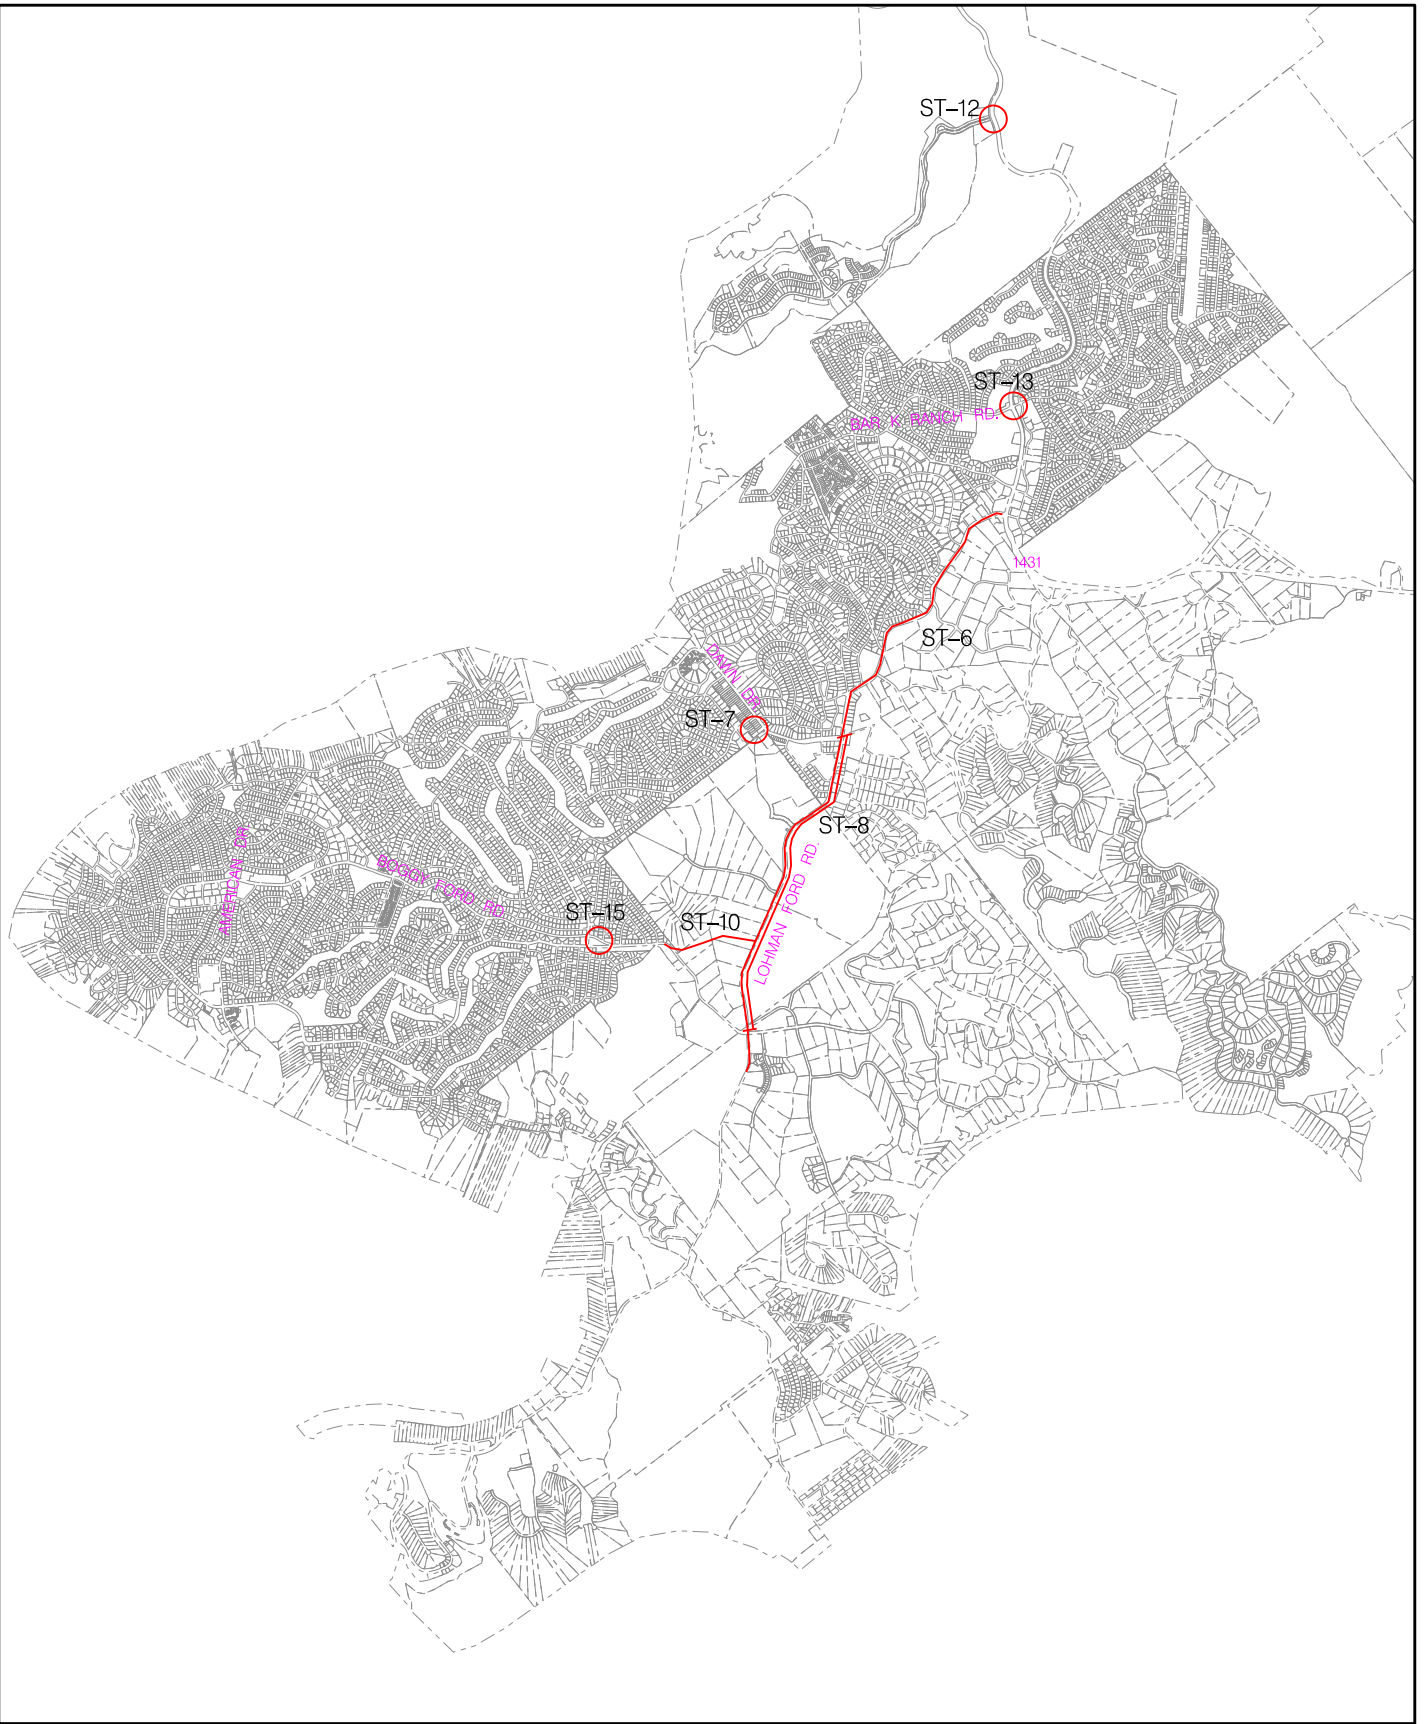 ST-12
ST-13
BAR K RANCH RD.
1431
ST-6
DAWN DR.
ST-7
ST-8
AMERICAN DR.
BOGGY FORD RD.
LOHMAN FORD RD.
ST-15
ST-10